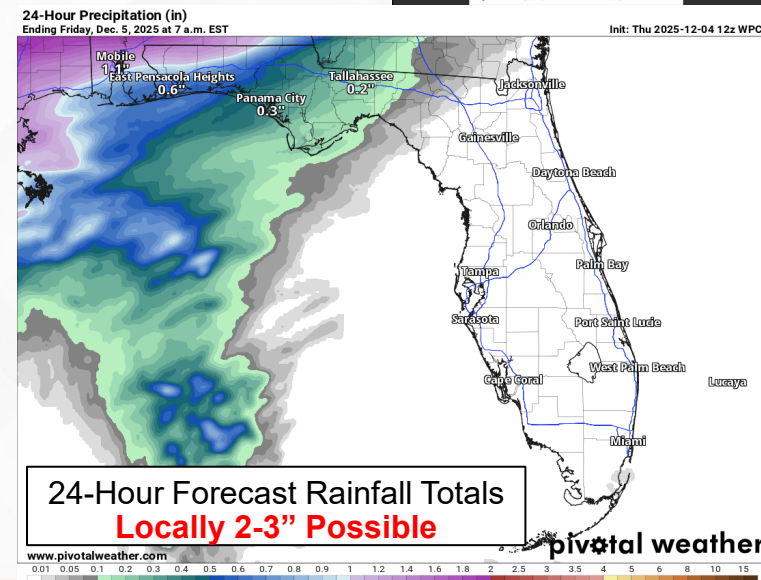 24-Hour Precipitation (in)
Ending Friday, Dec. 5, 2025 at 7 a.m. EST
Init: Thu 2025-12-04 12z WPC
Mobile
1.1"
East Pensacola Heights
0.6"
Tallahassee
0.2"
Panama City
0.3"
Jacksonville
Gainesville
Daytona Beach
Orlando
Palm Bay
Tampa
Sarasota
Port Saint Lucie
West Palm Beach
Cape Coral
Lucaya
Miami
24-Hour Forecast Rainfall Totals
Locally 2-3” Possible
www.pivotalweather.com
pivotal weather
0.01 0.05 0.1 0.2 0.3 0.4 0.5 0.6 0.7 0.8 0.9 1 1.2 1.4 1.6 1.8 2 2.5 3 3.5 4 5 6 8 10 15